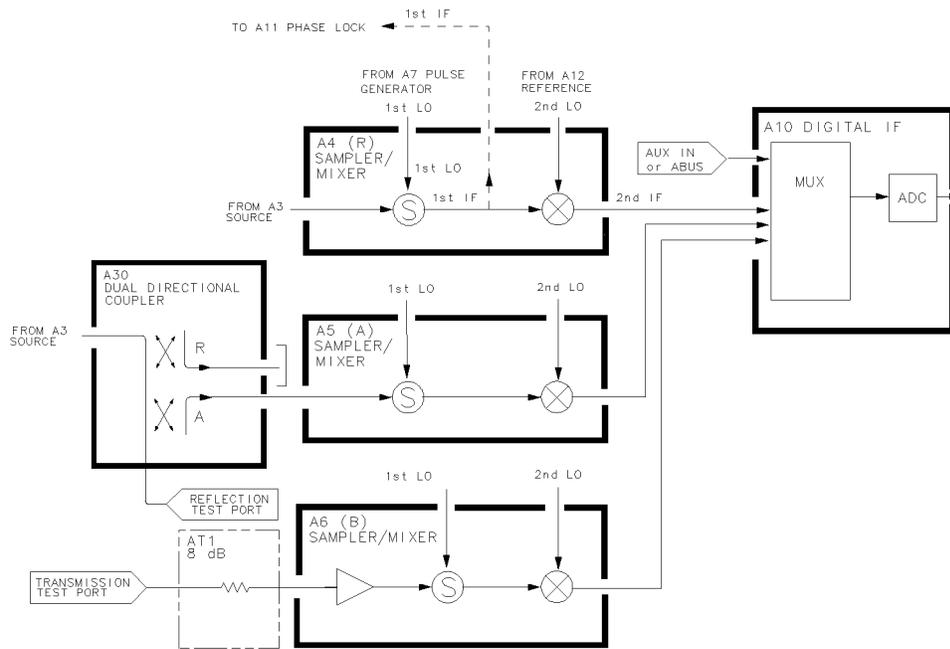 1st IF
TO A11 PHASE LOCK
FROM A7 PULSE
GENERATOR
1st LO
FROM A12
REFERENCE
2nd LO
A4 (R)
SAMPLER/
MIXER
1st LO
1st IF
S
FROM A3
SOURCE
2nd IF
AUX IN
or ABUS
A10 DIGITAL IF
MUX
ADC
A30
DUAL DIRECTIONAL
COUPLER
FROM A3
SOURCE
R
A
1st LO
2nd LO
A5 (A)
SAMPLER/
MIXER
S
REFLECTION
TEST PORT
1st LO
2nd LO
A6 (B)
SAMPLER/MIXER
S
AT1
8 dB
TRANSMISSION
TEST PORT